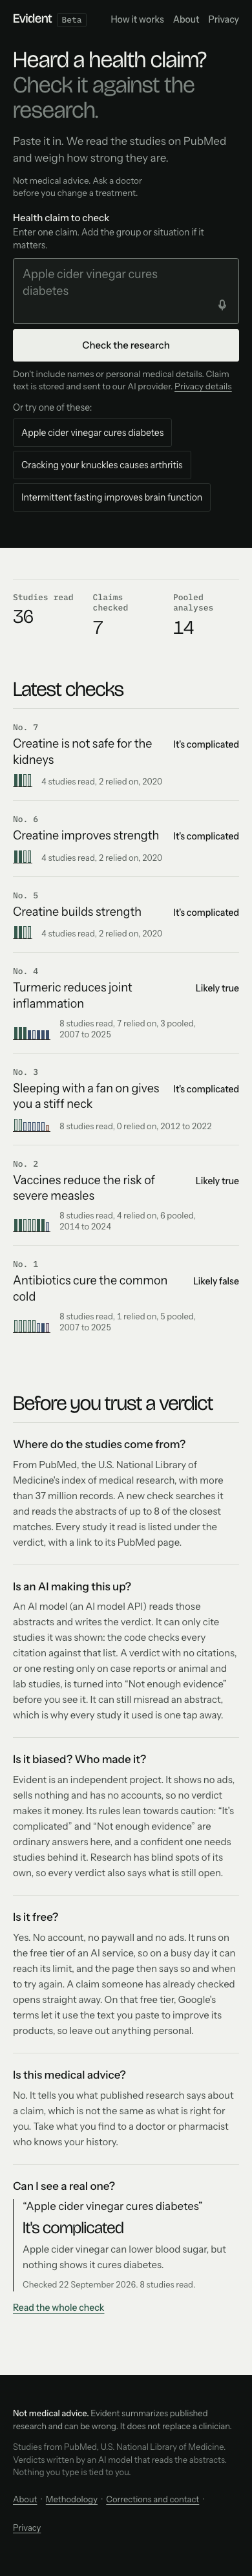 Evident Beta How it works About Privacy
Heard a health claim?
Check it against the
research.
Paste it in. We read the studies on PubMed
and weigh how strong they are.
Not medical advice. Ask a doctor
before you change a treatment.
Health claim to check
Enter one claim. Add the group or situation if it
matters.
Apple cider vinegar cures
diabetes
Check the research
Don't include names or personal medical details. Claim
text is stored and sent to our AI provider. Privacy details
Or try one of these:
Apple cider vinegar cures diabetes
Cracking your knuckles causes arthritis
Intermittent fasting improves brain function
Studies read
36
Claims
checked
7
Pooled
analyses
14
Latest checks
No. 7
Creatine is not safe for the
kidneys
It's complicated
4 studies read, 2 relied on, 2020
No. 6
Creatine improves strength
It's complicated
4 studies read, 2 relied on, 2020
No. 5
Creatine builds strength
It's complicated
4 studies read, 2 relied on, 2020
No. 4
Turmeric reduces joint
inflammation
Likely true
8 studies read, 7 relied on, 3 pooled,
2007 to 2025
No. 3
Sleeping with a fan on gives
you a stiff neck
It's complicated
8 studies read, 0 relied on, 2012 to 2022
No. 2
Vaccines reduce the risk of
severe measles
Likely true
8 studies read, 4 relied on, 6 pooled,
2014 to 2024
No. 1
Antibiotics cure the common
cold
Likely false
8 studies read, 1 relied on, 5 pooled,
2007 to 2025
Before you trust a verdict
Where do the studies come from?
From PubMed, the U.S. National Library of
Medicine's index of medical research, with more
than 37 million records. A new check searches it
and reads the abstracts of up to 8 of the closest
matches. Every study it read is listed under the
verdict, with a link to its PubMed page.
Is an AI making this up?
An AI model (an AI model API) reads those
abstracts and writes the verdict. It can only cite
studies it was shown: the code checks every
citation against that list. A verdict with no citations,
or one resting only on case reports or animal and
lab studies, is turned into “Not enough evidence”
before you see it. It can still misread an abstract,
which is why every study it used is one tap away.
Is it biased? Who made it?
Evident is an independent project. It shows no ads,
sells nothing and has no accounts, so no verdict
makes it money. Its rules lean towards caution: “It's
complicated” and “Not enough evidence” are
ordinary answers here, and a confident one needs
studies behind it. Research has blind spots of its
own, so every verdict also says what is still open.
Is it free?
Yes. No account, no paywall and no ads. It runs on
the free tier of an AI service, so on a busy day it can
reach its limit, and the page then says so and when
to try again. A claim someone has already checked
opens straight away. On that free tier, Google's
terms let it use the text you paste to improve its
products, so leave out anything personal.
Is this medical advice?
No. It tells you what published research says about
a claim, which is not the same as what is right for
you. Take what you find to a doctor or pharmacist
who knows your history.
Can I see a real one?
“Apple cider vinegar cures diabetes”
It's complicated
Apple cider vinegar can lower blood sugar, but
nothing shows it cures diabetes.
Checked 22 September 2026. 8 studies read.
Read the whole check
Not medical advice. Evident summarizes published
research and can be wrong. It does not replace a clinician.
Studies from PubMed, U.S. National Library of Medicine.
Verdicts written by an AI model that reads the abstracts.
Nothing you type is tied to you.
About · Methodology · Corrections and contact ·
Privacy